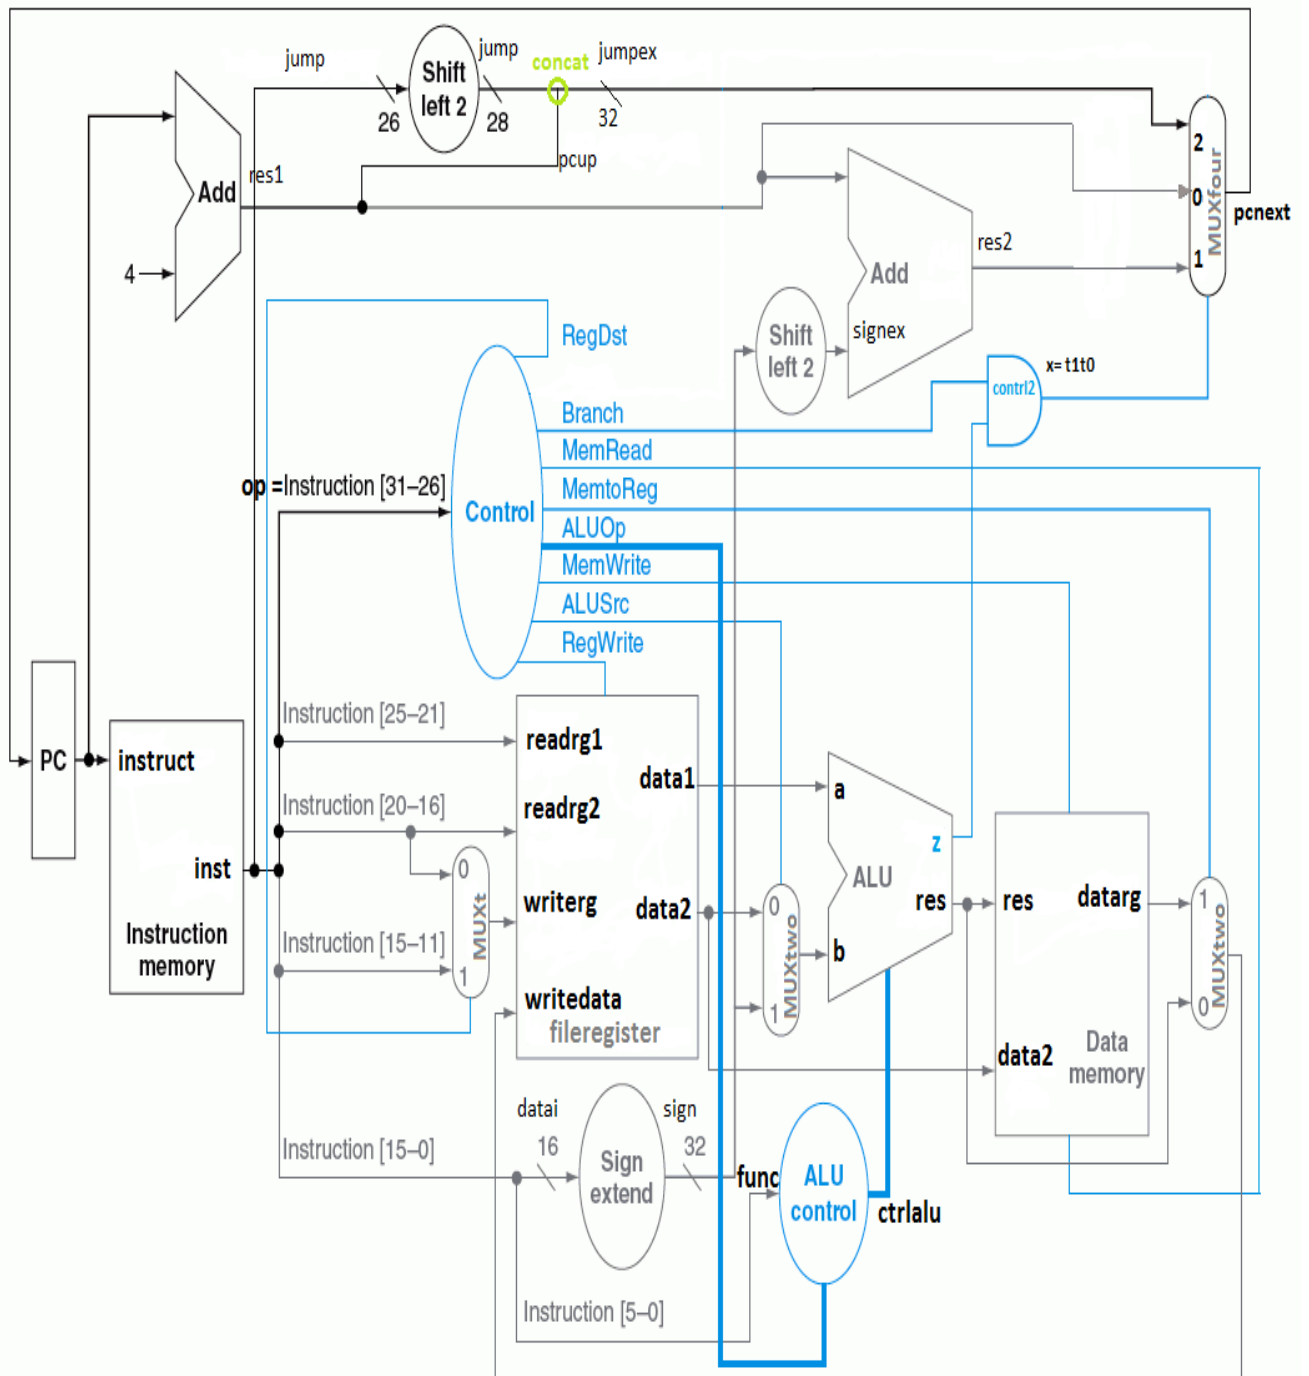 jump
Shift
left 2
26
jump
28
concat
jumpex
32
pcup
Add
res1
4
2
0
1
MUXfour
pcnext
Add
res2
Shift
left 2
signex
RegDst
Branch
MemRead
MemtoReg
ALUOp
MemWrite
ALUSrc
RegWrite
contrl2
x= t1t0
op =Instruction [31–26]
Control
PC
instruct
inst
Instruction
memory
Instruction [25–21]
Instruction [20–16]
Instruction [15–11]
0
MUXt
1
readrg1
data1
readrg2
writerg
data2
writedata
fileregister
0
MUXtwo
1
a
z
ALU
res
b
res
datarg
data2
Data
memory
1
MUXtwo
0
Instruction [15–0]
datai
16
Sign
extend
sign
32
func
ALU
control
ctrlalu
Instruction [5–0]